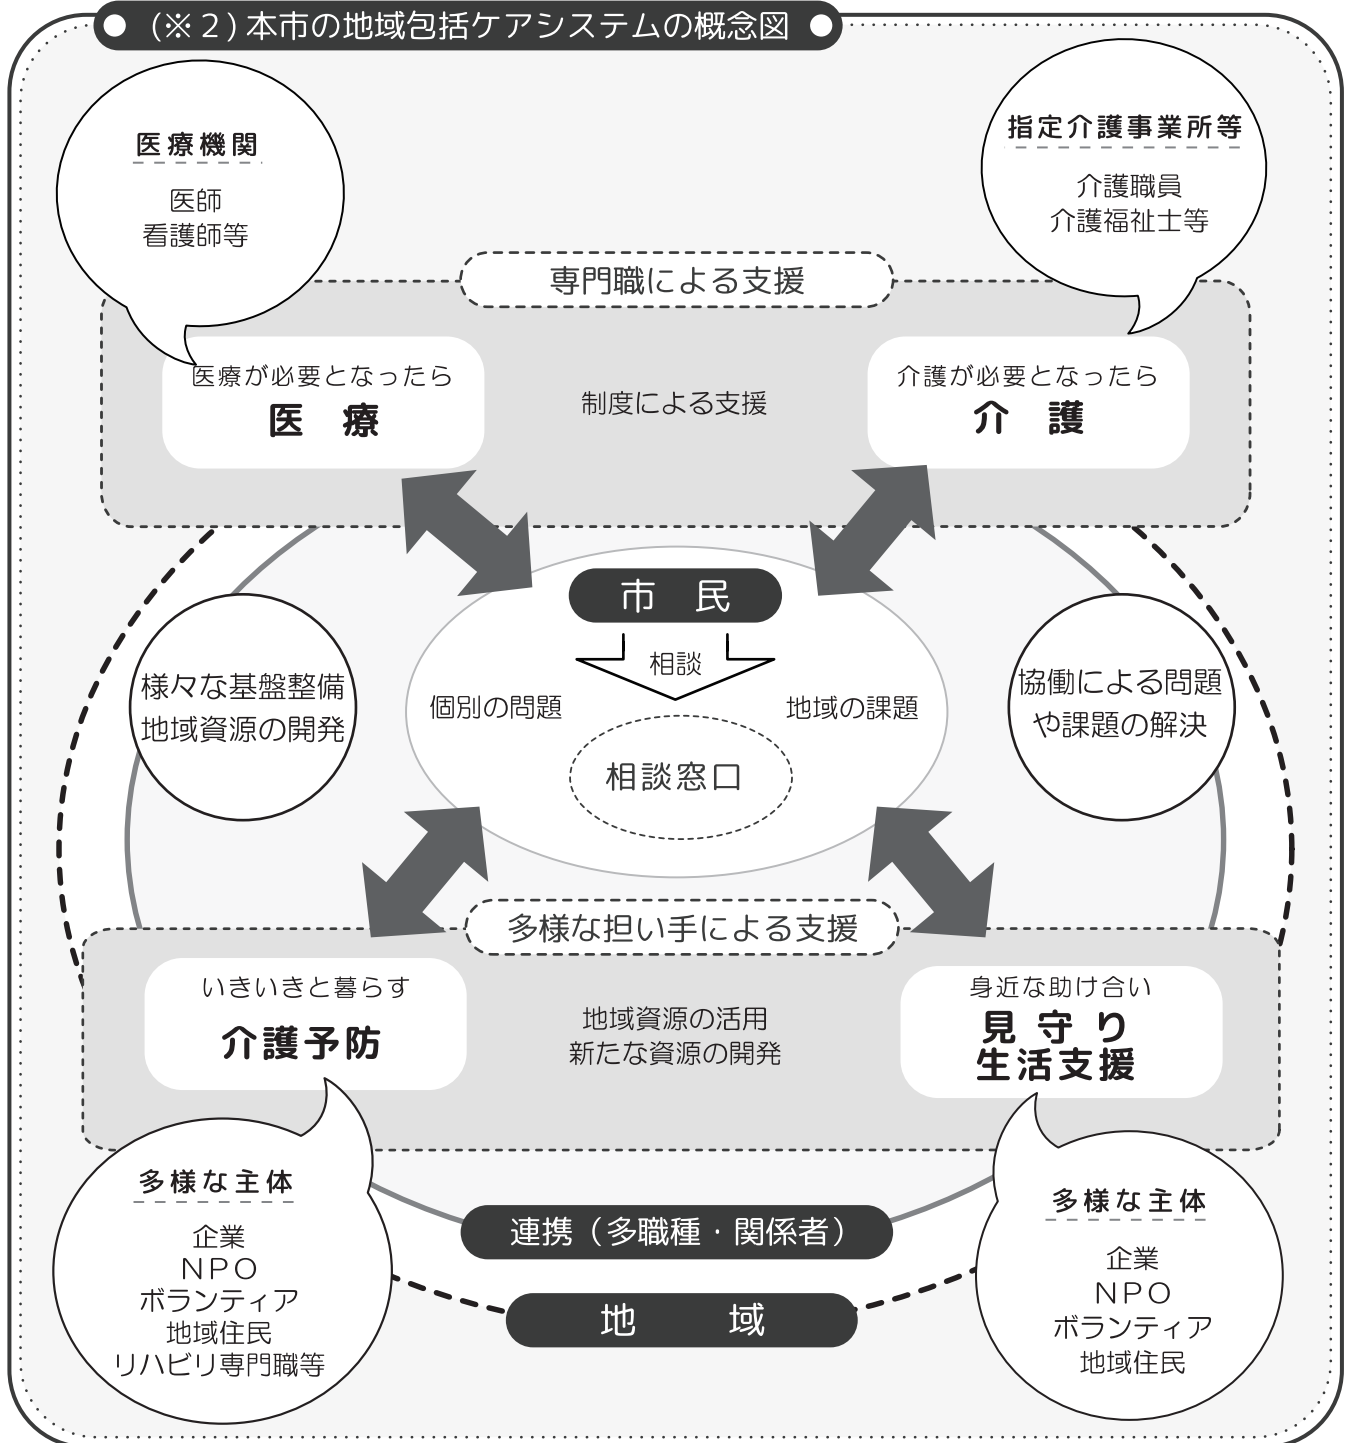 (※２) 本市の地域包括ケアシステムの概念図
医療機関
医師
看護師等
指定介護事業所等
介護職員
介護福祉士等
専門職による支援
医療が必要となったら
医　療
制度による支援
介護が必要となったら
介　護
市　民
相談
個別の問題
地域の課題
相談窓口
様々な基盤整備
地域資源の開発
協働による問題
や課題の解決
多様な担い手による支援
いきいきと暮らす
介護予防
地域資源の活用
新たな資源の開発
身近な助け合い
見 守 り
生活支援
多様な主体
企業
ＮＰＯ
ボランティア
地域住民
リハビリ専門職等
多様な主体
企業
ＮＰＯ
ボランティア
地域住民
連携（多職種・関係者）
地　　域